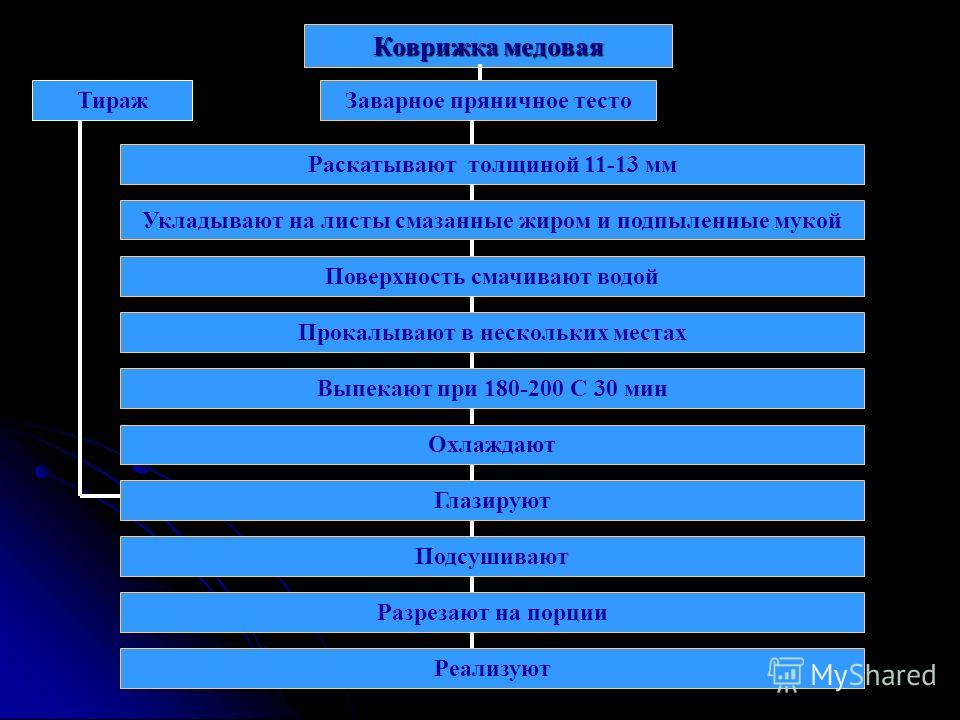 Коврижка медовая
Тираж
Заварное пряничное тесто
Раскатывают толщиной 11-13 мм
Укладывают на листы смазанные жиром и подпыленные мукой
Поверхность смачивают водой
Прокалывают в нескольких местах
Выпекают при 180-200 С 30 мин
Охлаждают
Глазируют
Подсушивают
Разрезают на порции
Реализуют
MyShared